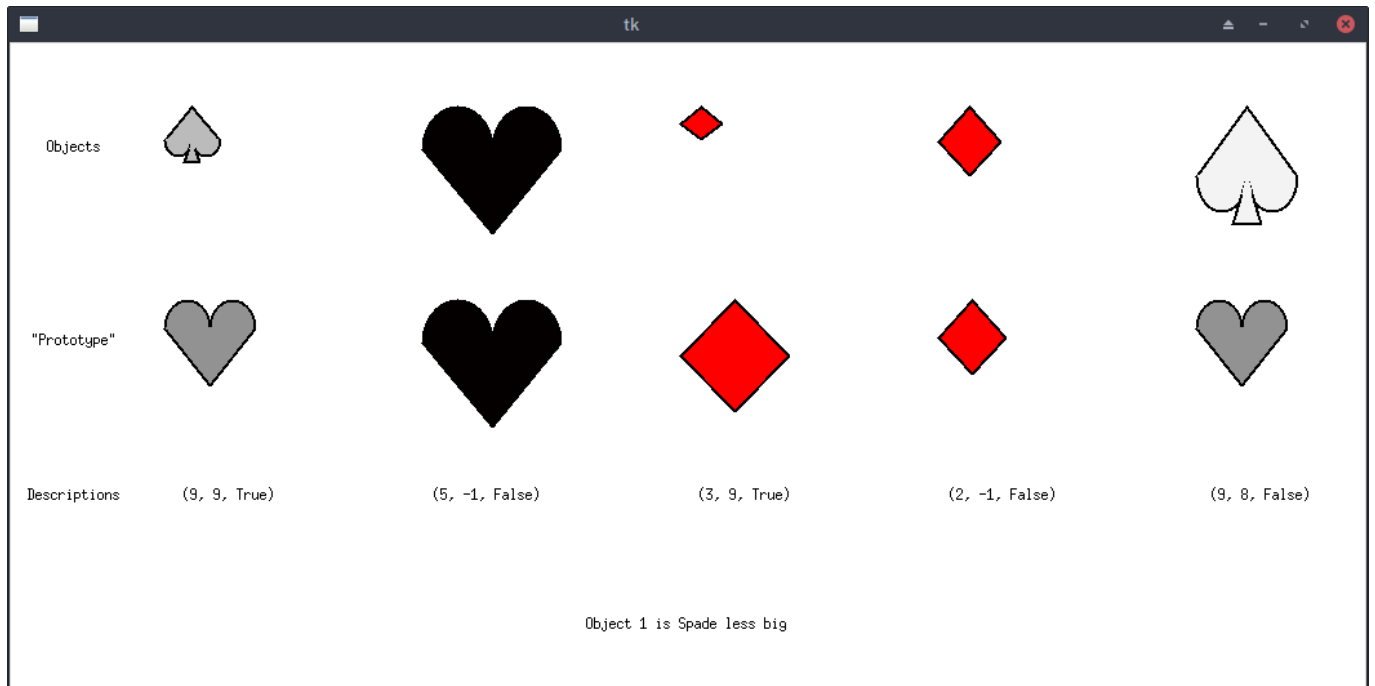 tk
Objects
"Prototype"
Descriptions (9, 9, True) (5, -1, False) (3, 9, True) (2, -1, False) (9, 8, False)
Object 1 is Spade less big